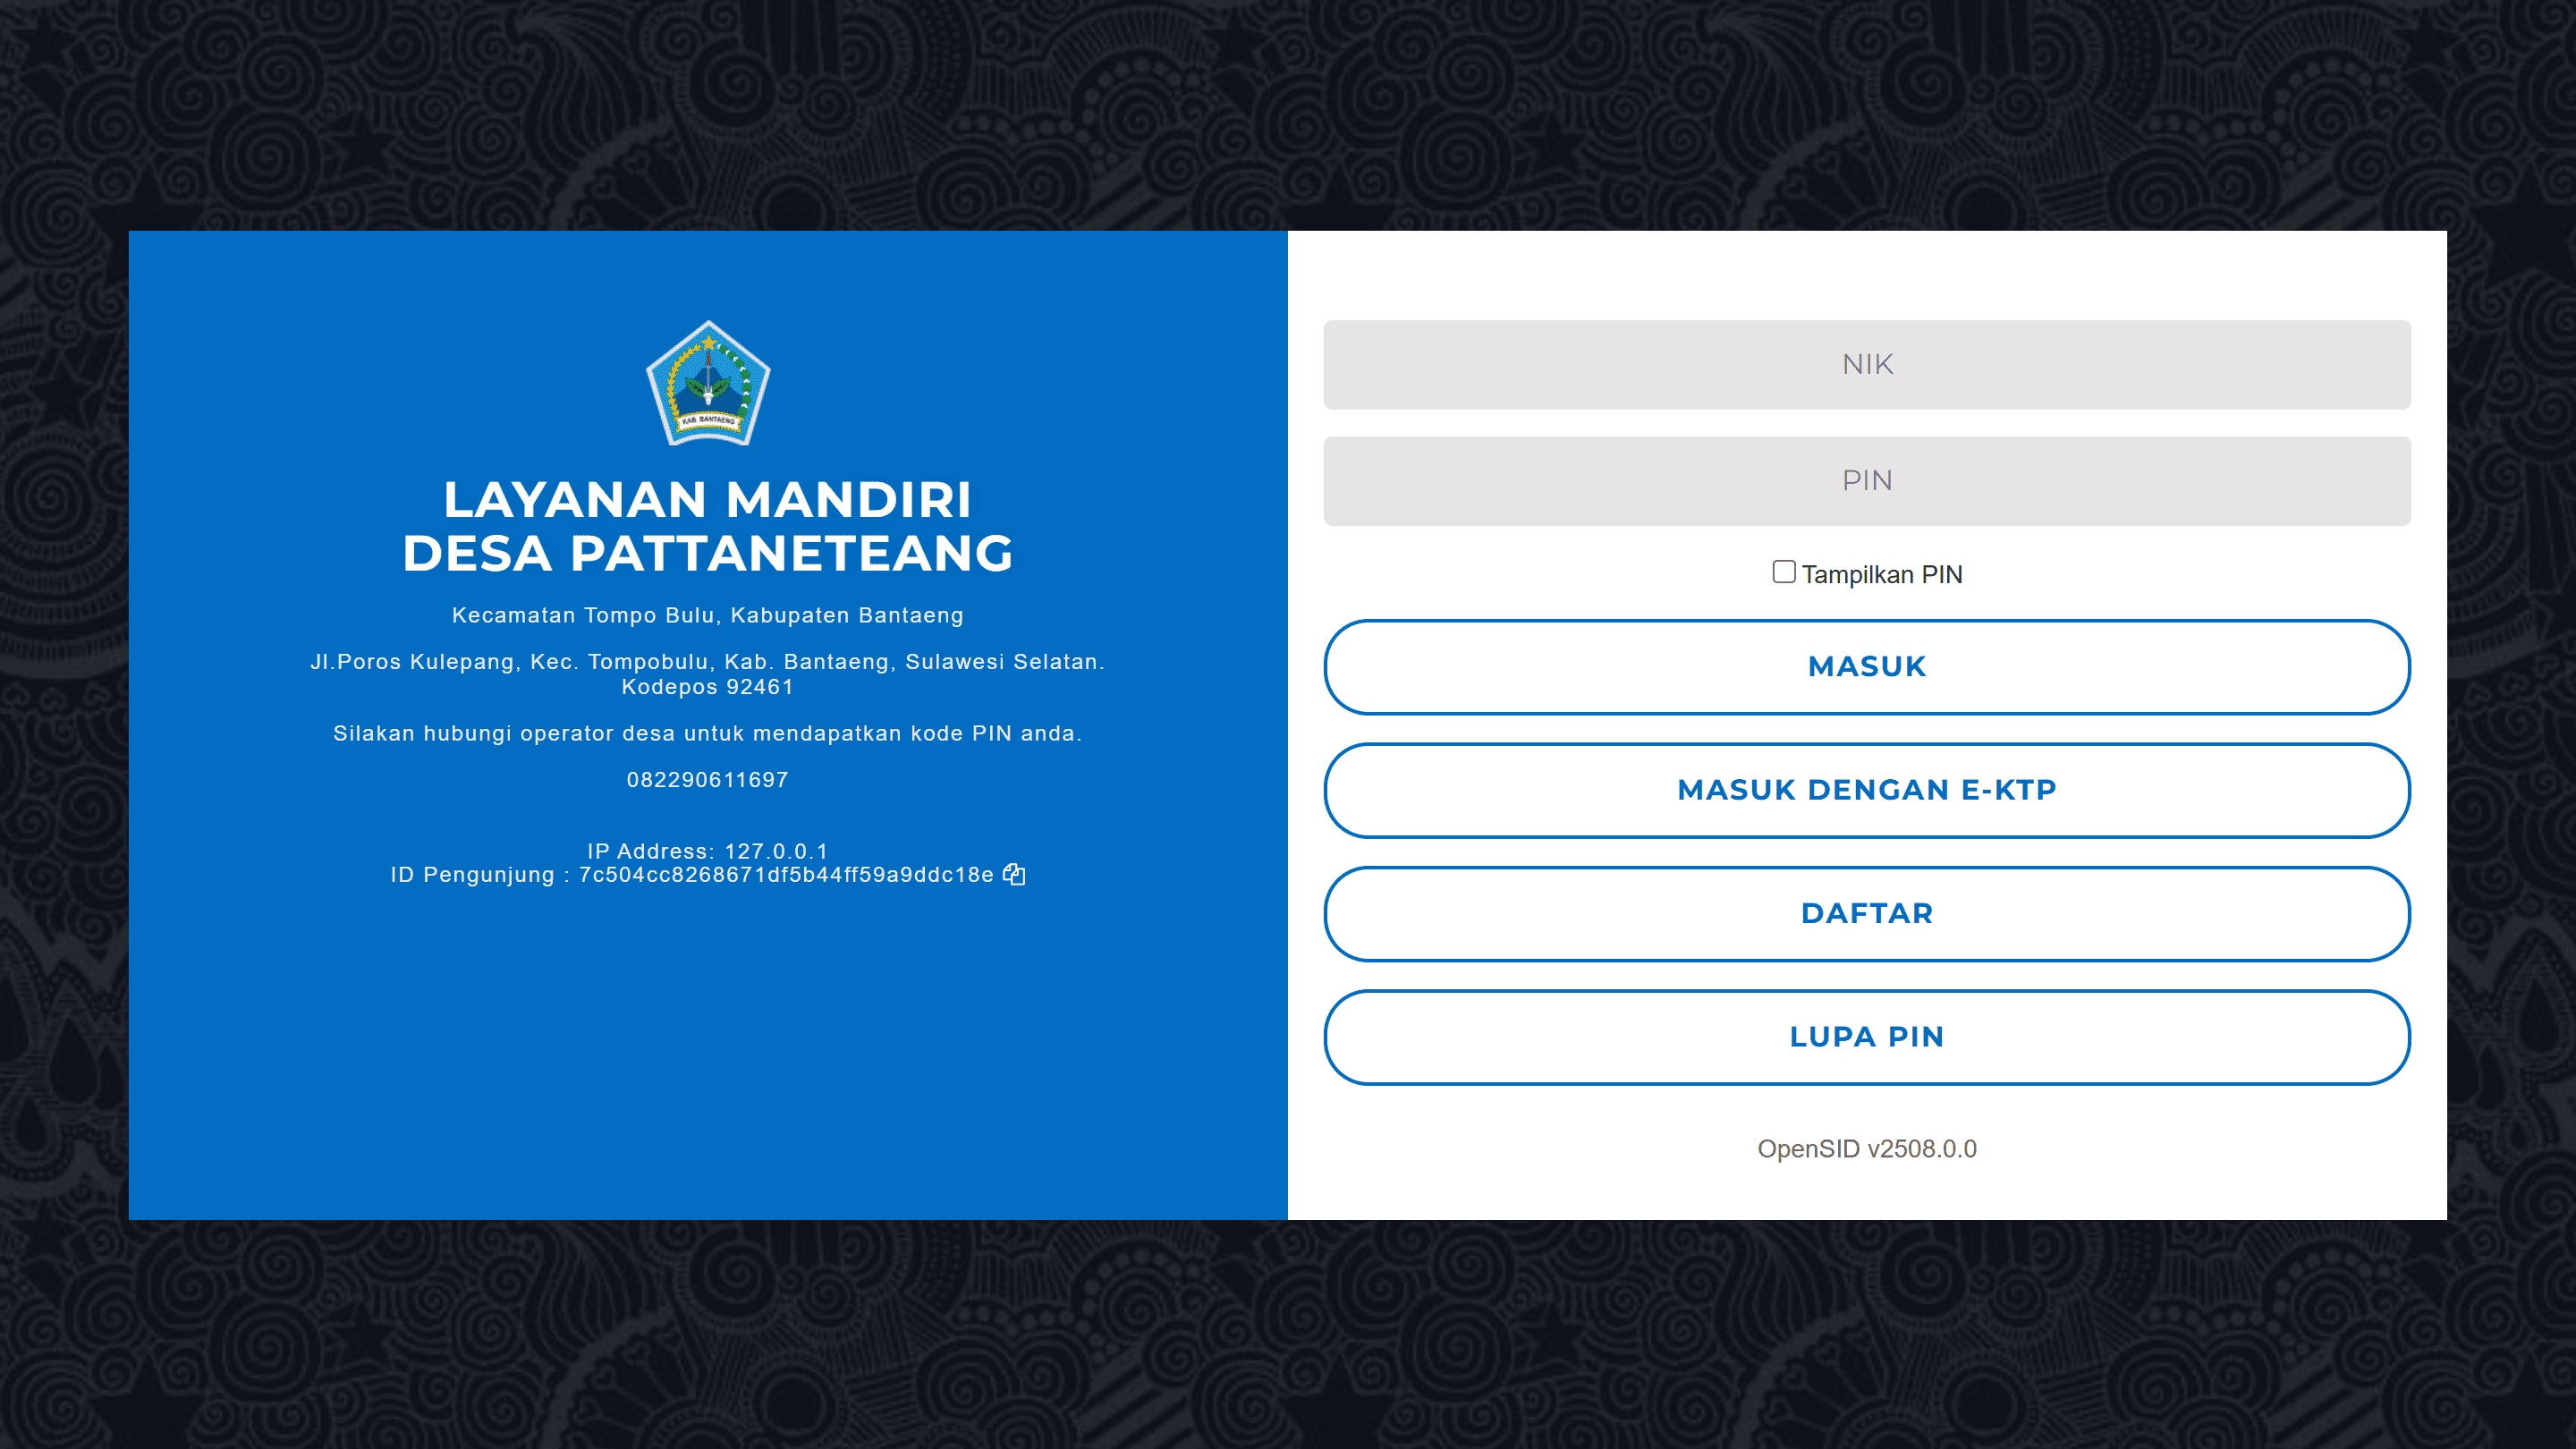 KAB. BANTAENG
LAYANAN MANDIRI
DESA PATTANETEANG
Kecamatan Tompo Bulu, Kabupaten Bantaeng
Jl.Poros Kulepang, Kec. Tompobulu, Kab. Bantaeng, Sulawesi Selatan.
Kodepos 92461
Silakan hubungi operator desa untuk mendapatkan kode PIN anda.
082290611697
IP Address: 127.0.0.1
ID Pengunjung : 7c504cc8268671df5b44ff59a9ddc18e
NIK
PIN
Tampilkan PIN
MASUK
MASUK DENGAN E-KTP
DAFTAR
LUPA PIN
OpenSID v2508.0.0